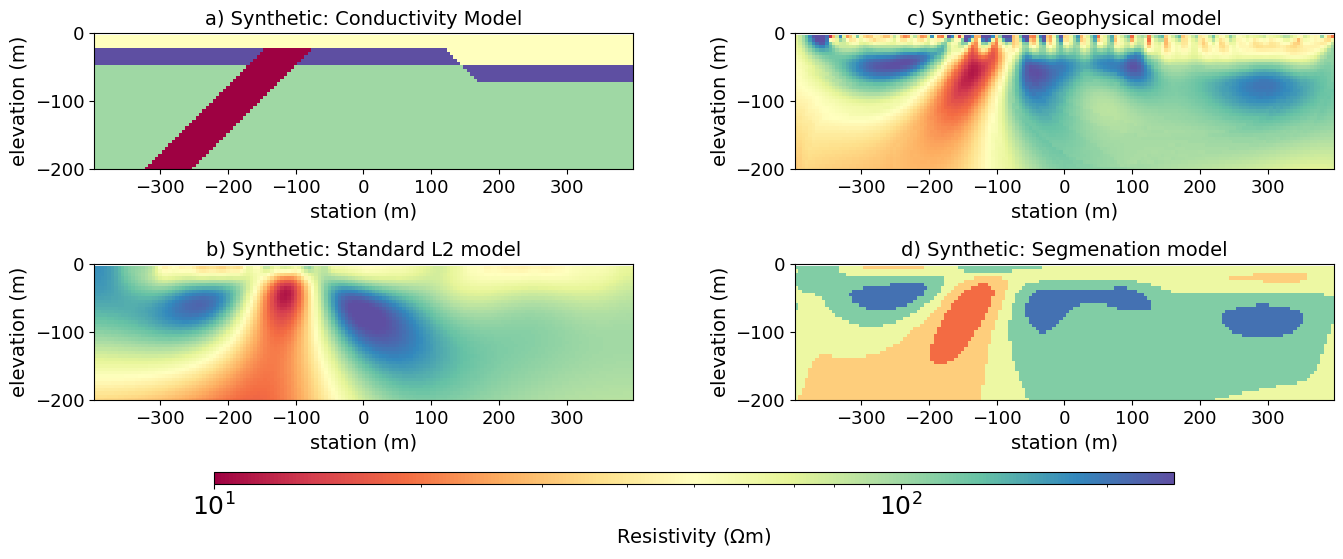 a) Synthetic: Conductivity Model
0
−100
−200
elevation (m)
−300 −200 −100 0 100 200 300
station (m)
c) Synthetic: Geophysical model
0
−100
−200
elevation (m)
−300 −200 −100 0 100 200 300
station (m)
b) Synthetic: Standard L2 model
0
−100
−200
elevation (m)
−300 −200 −100 0 100 200 300
station (m)
d) Synthetic: Segmenation model
0
−100
−200
elevation (m)
−300 −200 −100 0 100 200 300
station (m)
10¹ 10²
Resistivity (Ωm)